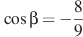 cos β = −8/9